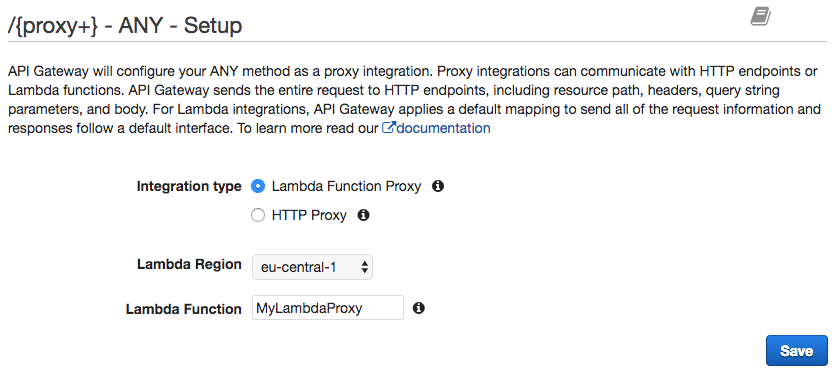 /{proxy+} - ANY - Setup
API Gateway will configure your ANY method as a proxy integration. Proxy integrations can communicate with HTTP endpoints or
Lambda functions. API Gateway sends the entire request to HTTP endpoints, including resource path, headers, query string
parameters, and body. For Lambda integrations, API Gateway applies a default mapping to send all of the request information and
responses follow a default interface. To learn more read our documentation
Integration type Lambda Function Proxy
HTTP Proxy
Lambda Region eu-central-1
Lambda Function MyLambdaProxy
Save